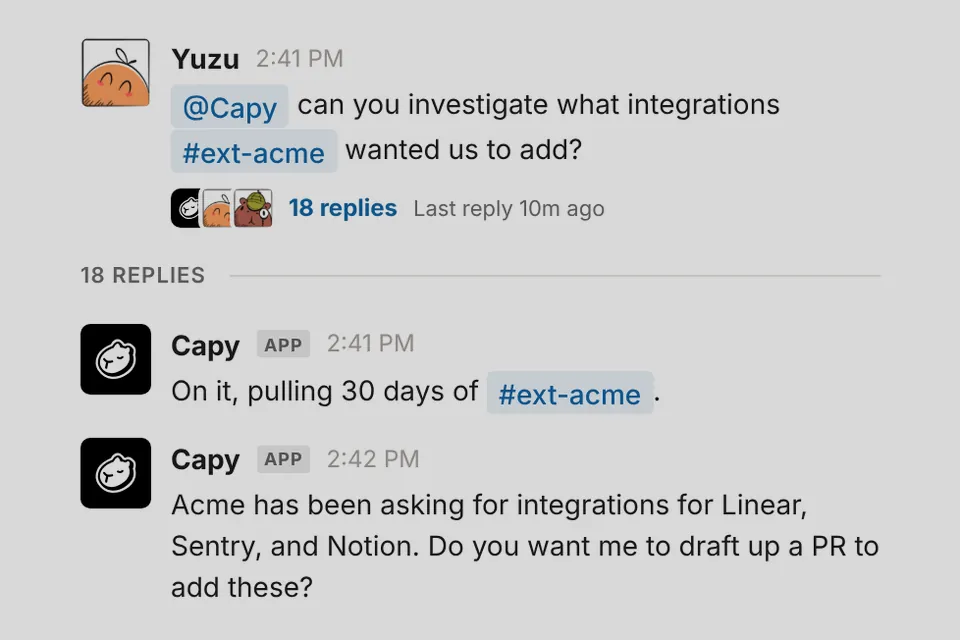 Yuzu 2:41 PM
@Capy can you investigate what integrations
#ext-acme wanted us to add?
18 replies Last reply 10m ago
18 REPLIES
Capy APP 2:41 PM
On it, pulling 30 days of #ext-acme.
Capy APP 2:42 PM
Acme has been asking for integrations for Linear,
Sentry, and Notion. Do you want me to draft up a PR to
add these?